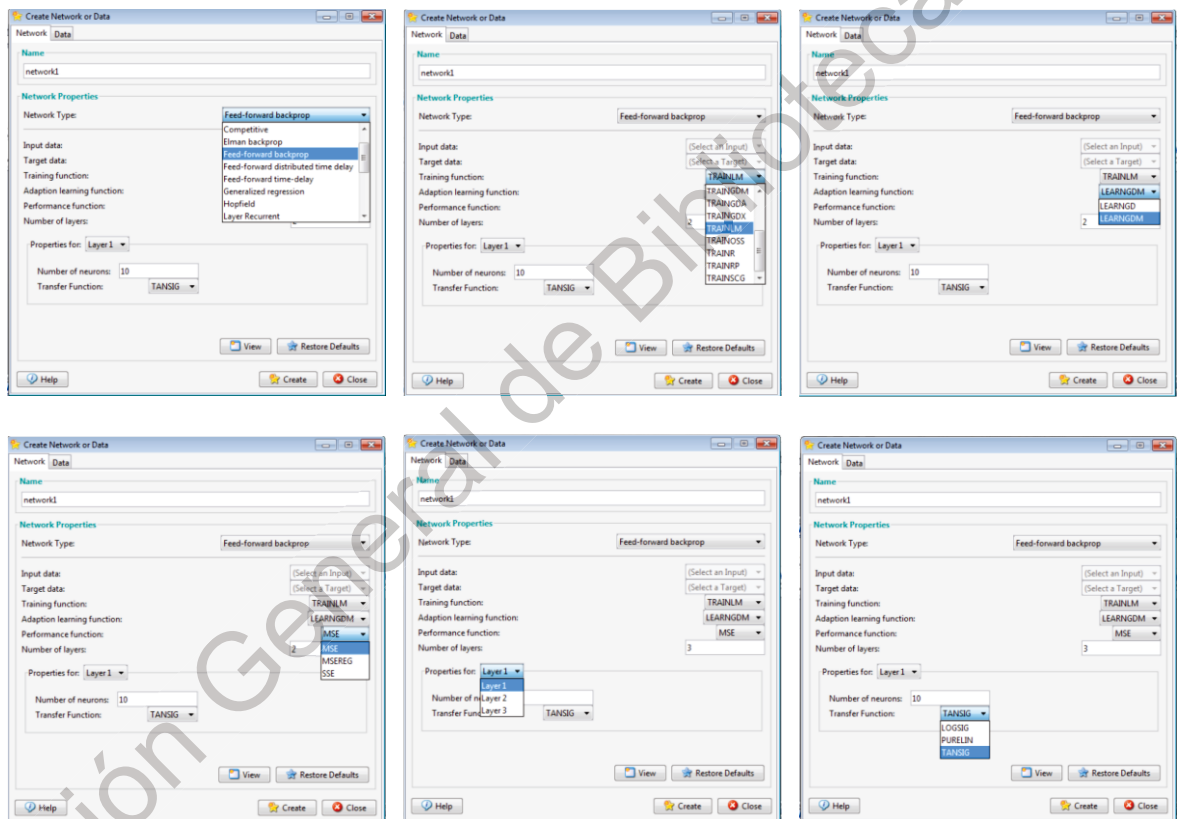 Create Network or Data
Network Data
Name
network1
Network Properties
Network Type: Feed-forward backprop
Competitive
Elman backprop
Feed-forward backprop
Feed-forward distributed time delay
Feed-forward time-delay
Generalized regression
Hopfield
Layer Recurrent
Input data:
Target data:
Training function:
Adaption learning function:
Performance function:
Number of layers:
Properties for: Layer 1
Number of neurons: 10
Transfer Function: TANSIG
View Restore Defaults
Help Create Close
Create Network or Data
Network Data
Name
network1
Network Properties
Network Type: Feed-forward backprop
Input data: (Select an Input)
Target data: (Select a Target)
Training function: TRAINLM
Adaption learning function:
Performance function:
Number of layers: 2
TRAINGDM
TRAINGDA
TRAINGDX
TRAINLM
TRAINOSS
TRAINR
TRAINRP
TRAINSCG
Properties for: Layer 1
Number of neurons: 10
Transfer Function: TANSIG
View Restore Defaults
Help Create Close
Create Network or Data
Network Data
Name
network1
Network Properties
Network Type: Feed-forward backprop
Input data: (Select an Input)
Target data: (Select a Target)
Training function: TRAINLM
Adaption learning function: LEARNGDM
Performance function:
Number of layers: 2
LEARNGD
LEARNGDM
Properties for: Layer 1
Number of neurons: 10
Transfer Function: TANSIG
View Restore Defaults
Help Create Close
Create Network or Data
Network Data
Name
network1
Network Properties
Network Type: Feed-forward backprop
Input data: (Select an Input)
Target data: (Select a Target)
Training function: TRAINLM
Adaption learning function: LEARNGDM
Performance function: MSE
Number of layers: 2
MSE
MSEREG
SSE
Properties for: Layer 1
Number of neurons: 10
Transfer Function: TANSIG
View Restore Defaults
Help Create Close
Create Network or Data
Network Data
Name
network1
Network Properties
Network Type: Feed-forward backprop
Input data: (Select an Input)
Target data: (Select a Target)
Training function: TRAINLM
Adaption learning function: LEARNGDM
Performance function: MSE
Number of layers: 3
Properties for: Layer 1
Layer 1
Layer 2
Layer 3
Number of
Transfer TANSIG
View Restore Defaults
Help Create Close
Create Network or Data
Network Data
Name
network1
Network Properties
Network Type: Feed-forward backprop
Input data: (Select an Input)
Target data: (Select a Target)
Training function: TRAINLM
Adaption learning function: LEARNGDM
Performance function: MSE
Number of layers: 3
Properties for: Layer 1
Number of neurons: 10
Transfer Function: TANSIG
LOGSIG
PURELIN
TANSIG
View Restore Defaults
Help Create Close
General de